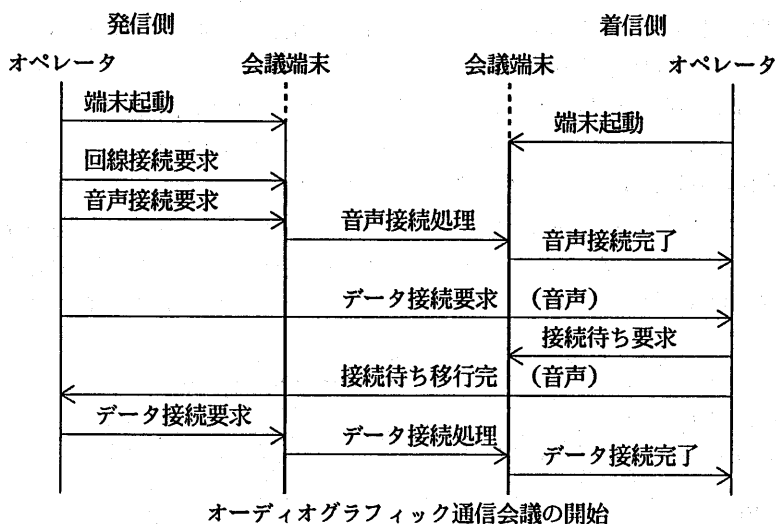 発信側
着信側
オペレータ
会議端末
会議端末
オペレータ
端末起動
端末起動
回線接続要求
音声接続要求
音声接続処理
音声接続完了
データ接続要求 （音声）
接続待ち要求
接続待ち移行完 （音声）
データ接続要求
データ接続処理
データ接続完了
オーディオグラフィック通信会議の開始